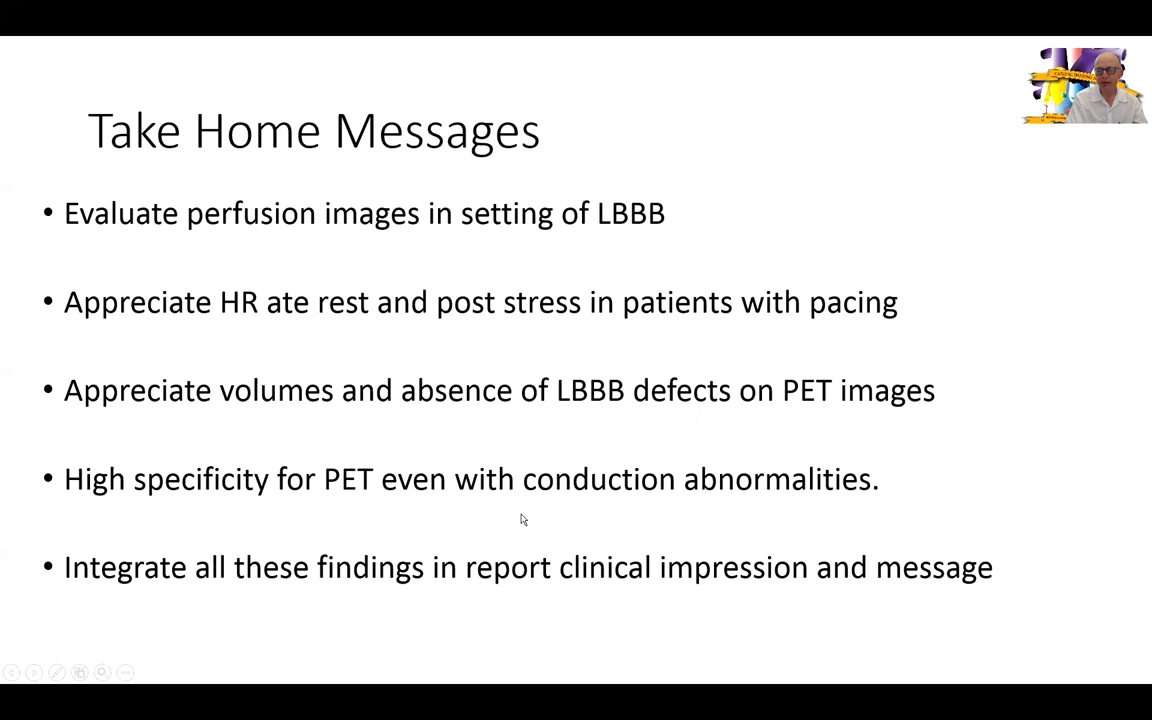 Take Home Messages
• Evaluate perfusion images in setting of LBBB
• Appreciate HR ate rest and post stress in patients with pacing
• Appreciate volumes and absence of LBBB defects on PET images
• High specificity for PET even with conduction abnormalities.
• Integrate all these findings in report clinical impression and message